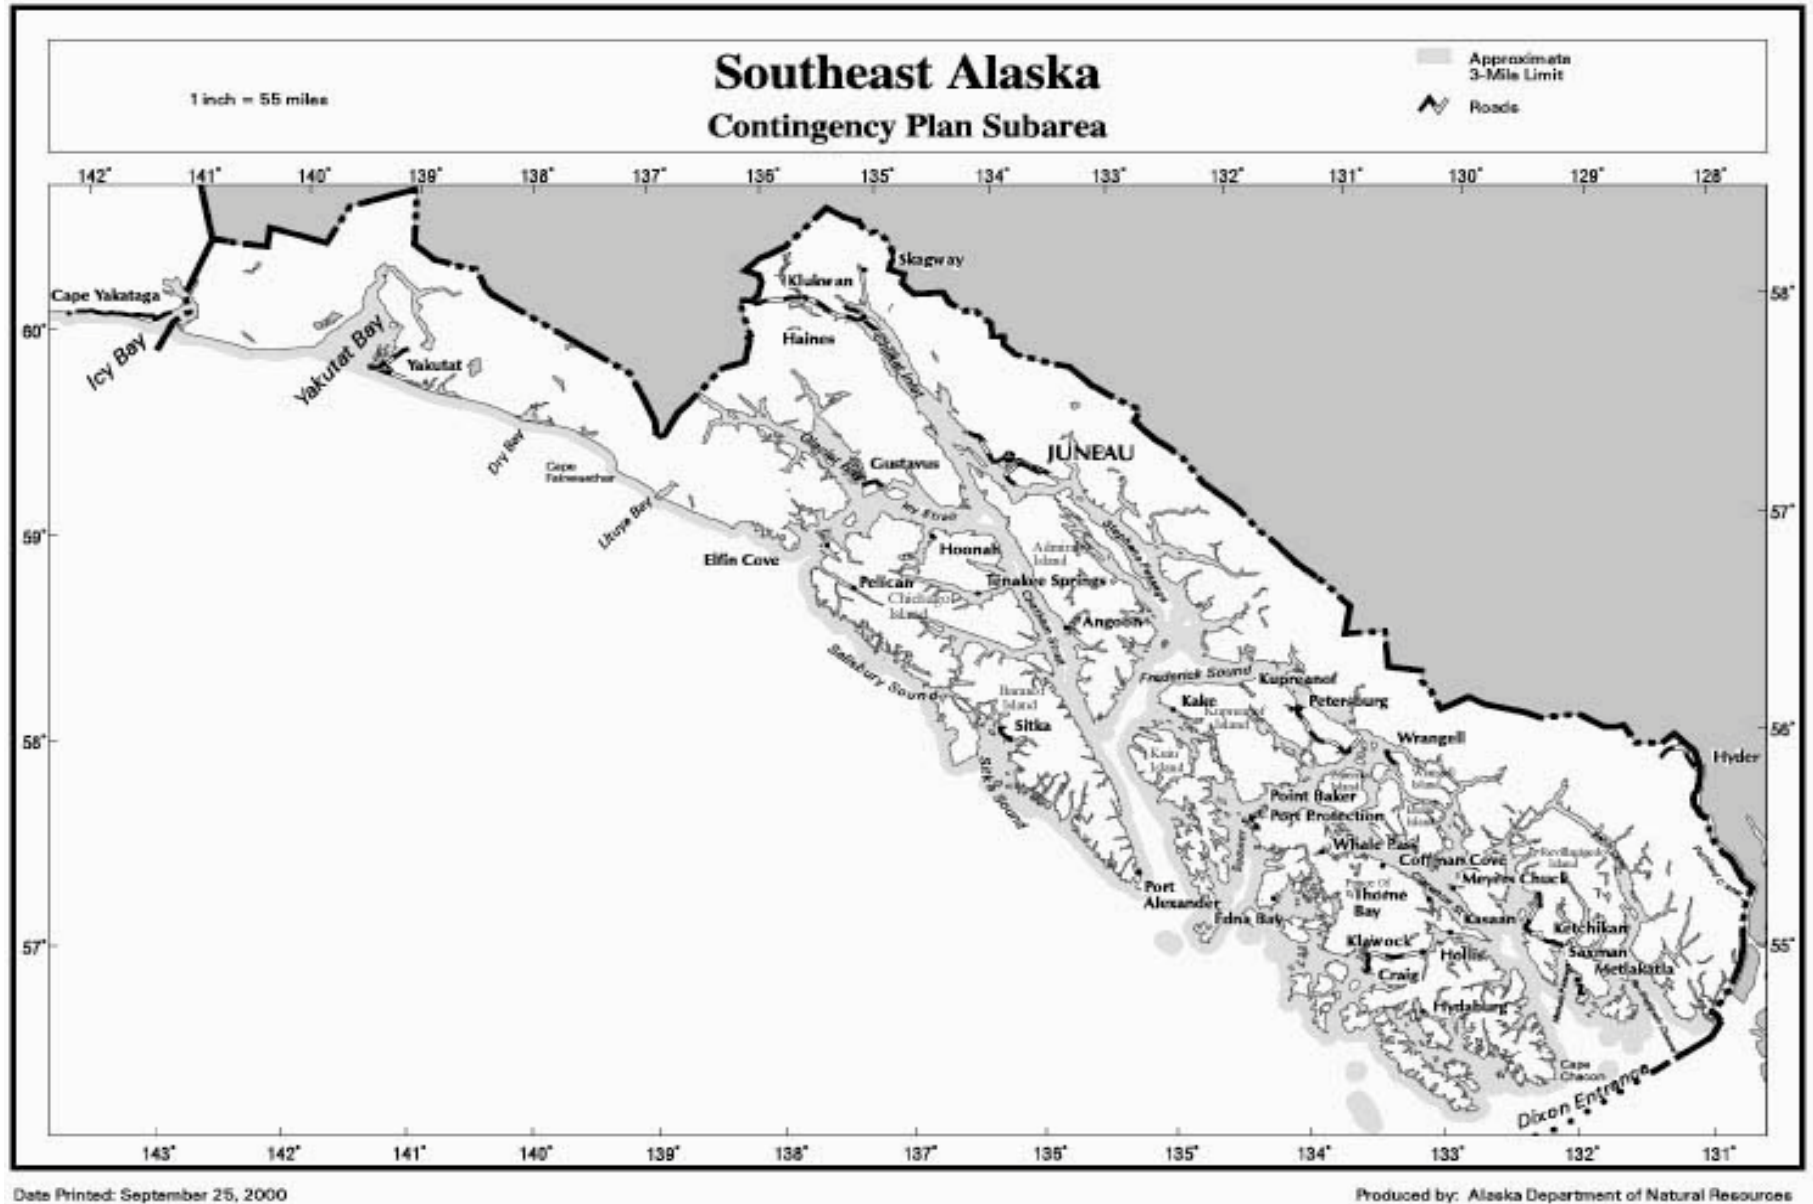 1 inch = 55 miles
Southeast Alaska
Contingency Plan Subarea
Approximate
3-Mile Limit
Roads
142° 141° 140° 139° 138° 137° 136° 135° 134° 133° 132° 131° 130° 129° 128°
Skagway
Klukwan
Cape Yakataga
58°
60°
Haines
Icy Bay
Yakutat Bay
Yakutat
Chilkat Inlet
Dry Bay
Cape
Fairweather
Glacier Bay
Gustavus
JUNEAU
Lituya Bay
Icy Strait
57°
59°
Elfin Cove
Hoonah
Admiralty
Island
Stephens Passage
Pelican
Tenakee Springs
Chichagof
Island
Chatham Strait
Angoon
Salisbury Sound
Frederick Sound
Kupreanof
Baranof
Island
Kake
Kupreanof
Island
Petersburg
Sitka
56°
58°
Wrangell
Kuiu
Island
Hyder
Sitka Sound
Point Baker
Port Protection
Whale Pass
Coffman Cove
Revillagigedo
Island
Meyers Chuck
Port
Alexander
Thorne
Bay
Edna Bay
Kasaan
Ketchikan
55°
57°
Klawock
Hollis
Saxman
Craig
Metlakatla
Hydaburg
Cape
Chacon
Dixon Entrance
143° 142° 141° 140° 139° 138° 137° 136° 135° 134° 133° 132° 131°
Date Printed: September 25, 2000
Produced by: Alaska Department of Natural Resources